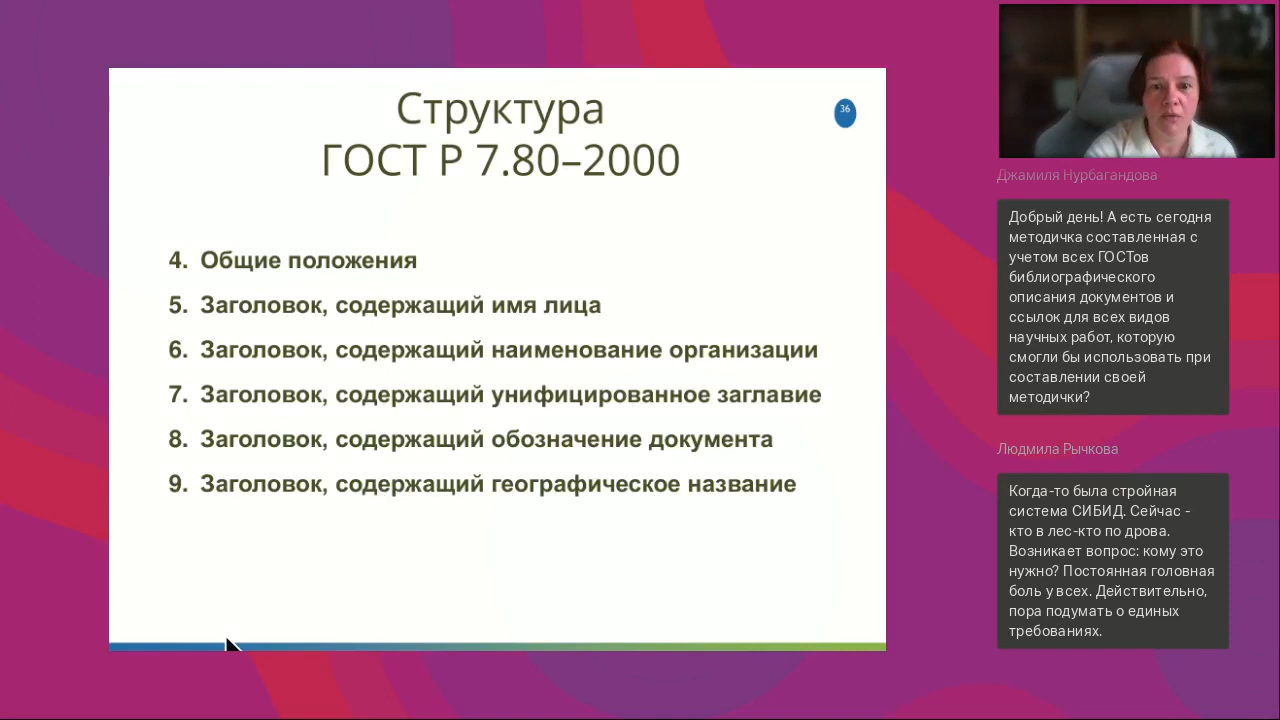 Структура
ГОСТ Р 7.80–2000
36
4. Общие положения
5. Заголовок, содержащий имя лица
6. Заголовок, содержащий наименование организации
7. Заголовок, содержащий унифицированное заглавие
8. Заголовок, содержащий обозначение документа
9. Заголовок, содержащий географическое название
Джамиля Нурбагандова
Добрый день! А есть сегодня
методичка составленная с
учетом всех ГОСТов
библиографического
описания документов и
ссылок для всех видов
научных работ, которую
смогли бы использовать при
составлении своей
методички?
Людмила Рычкова
Когда-то была стройная
система СИБИД. Сейчас -
кто в лес-кто по дрова.
Возникает вопрос: кому это
нужно? Постоянная головная
боль у всех. Действительно,
пора подумать о единых
требованиях.